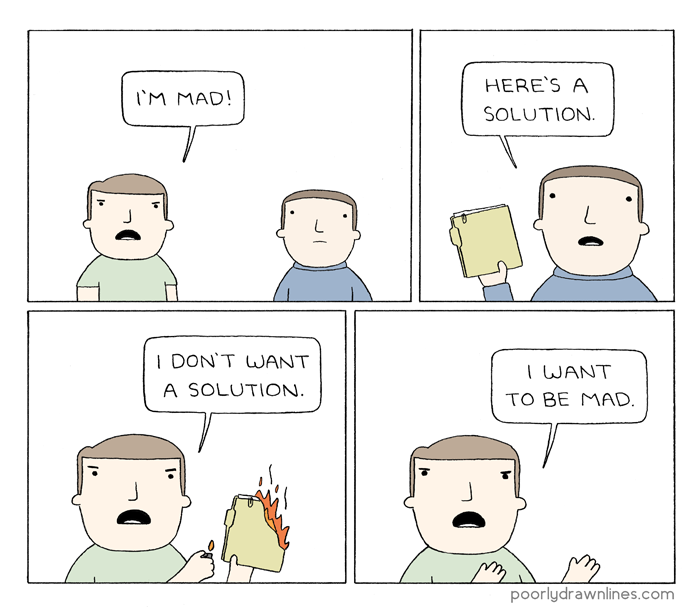 I'M MAD!
HERE'S A
SOLUTION.
I DON'T WANT
A SOLUTION.
I WANT
TO BE MAD.
poorlydrawnlines.com